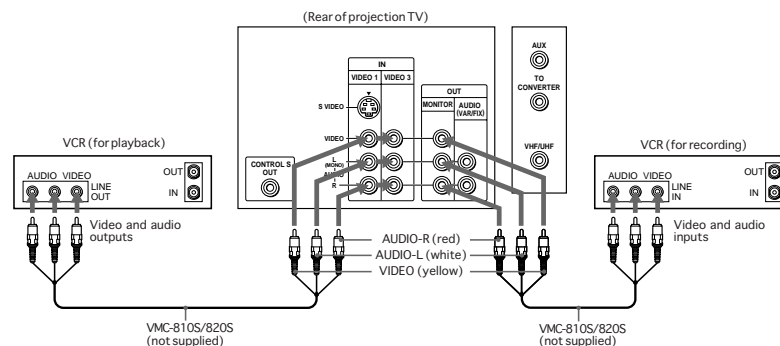 (Rear of projection TV)
AUX
TO
CONVERTER
VHF/UHF
IN
VIDEO 1
VIDEO 3
S VIDEO
VIDEO
L
(MONO)
AUDIO
R
OUT
MONITOR
AUDIO
(VAR/FIX)
CONTROL S
OUT
VCR (for playback)
AUDIO VIDEO
LINE
OUT
OUT
IN
Video and audio
outputs
VCR (for recording)
AUDIO VIDEO
LINE
IN
OUT
IN
Video and audio
inputs
AUDIO-R (red)
AUDIO-L (white)
VIDEO (yellow)
VMC-810S/820S
(not supplied)
VMC-810S/820S
(not supplied)